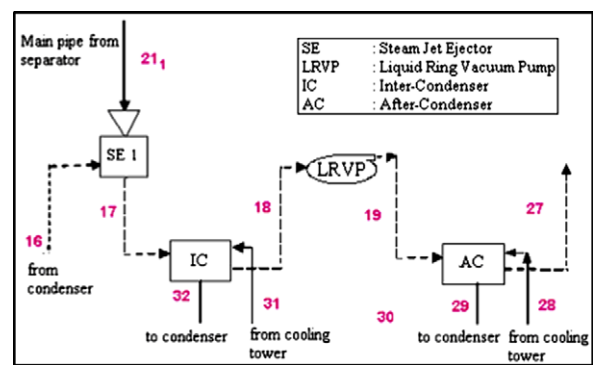 Main pipe from
separator
21₁
SE : Steam Jet Ejector
LRVP : Liquid Ring Vacuum Pump
IC : Inter-Condenser
AC : After-Condenser
SE 1
LRVP
16
17
18
19
27
from
condenser
IC
AC
32
31
30
29
28
to condenser
from cooling
tower
to condenser
from cooling
tower